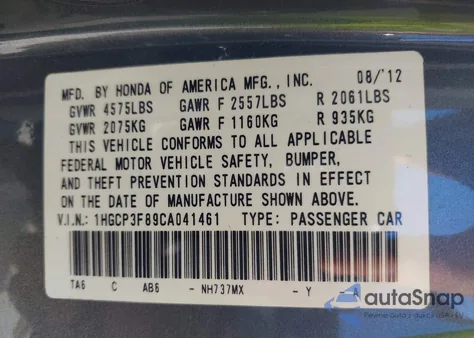 MFD. BY HONDA OF AMERICA MFG., INC. 08/'12
GVWR 4575LBS GAWR F 2557LBS R 2061LBS
GVWR 2075KG GAWR F 1160KG R 935KG
THIS VEHICLE CONFORMS TO ALL APPLICABLE
FEDERAL MOTOR VEHICLE SAFETY, BUMPER,
AND THEFT PREVENTION STANDARDS IN EFFECT
ON THE DATE OF MANUFACTURE SHOWN ABOVE.
V.I.N.: 1HGCP3F89CA041461 TYPE: PASSENGER CAR
TA6 C AB6 - NH737MX - Y - A
autoSnap